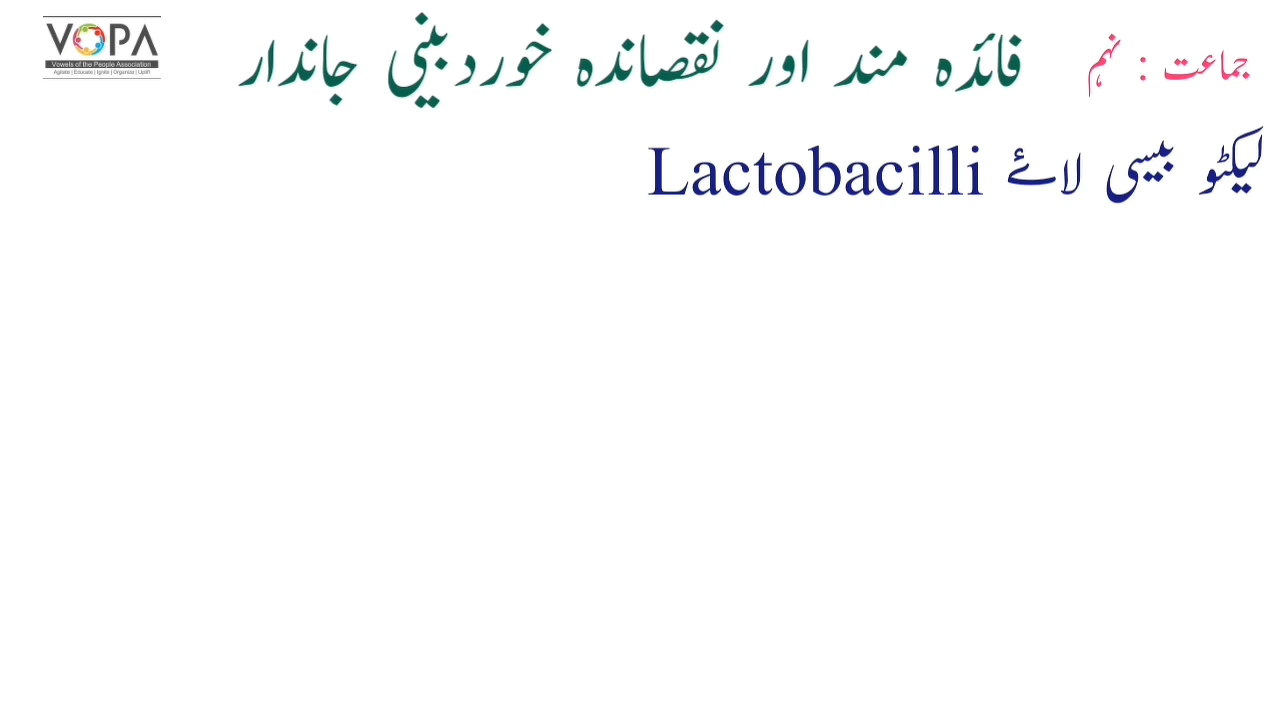 جماعت : نہم
فائدہ مند اور نقصاندہ خوردبینی جاندار
VOPA
Vowels of the People Association
Agitate | Educate | Ignite | Organize | Uplift
لیکٹو بیسی لائے Lactobacilli